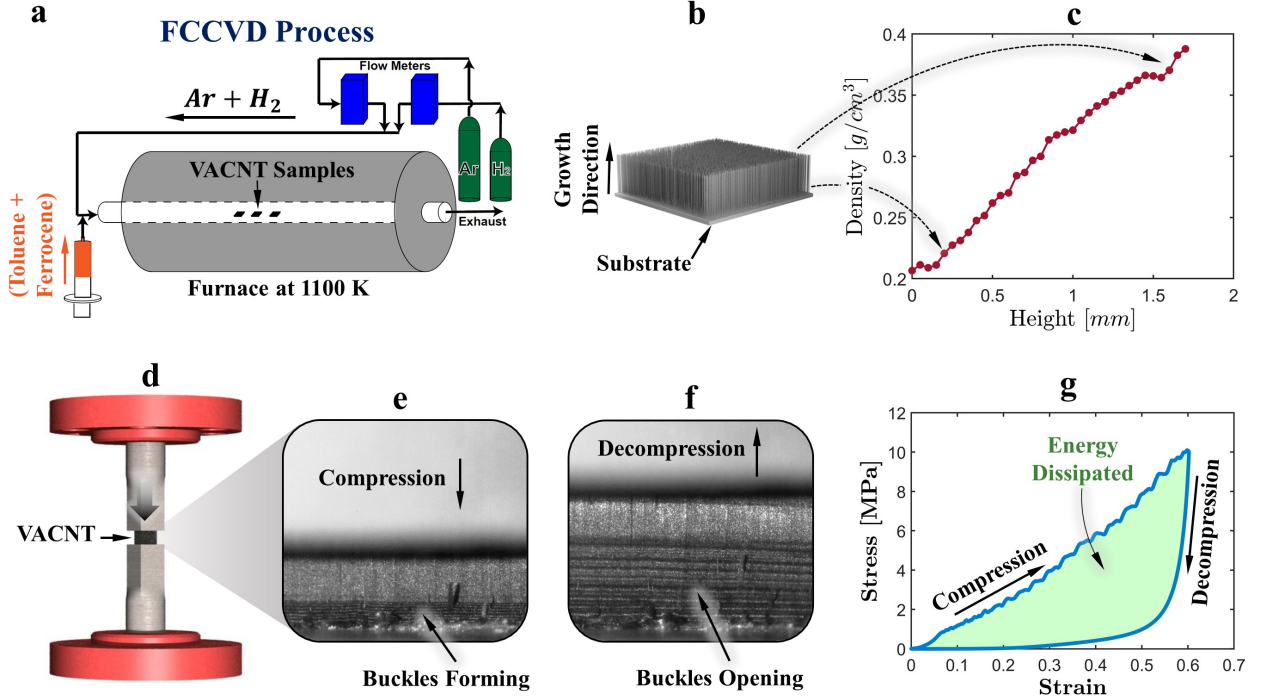 a
FCCVD Process
Flow Meters
Ar + H₂
Ar
H₂
VACNT Samples
Exhaust
(Toluene +
Ferrocene)
Furnace at 1100 K
b
Growth
Direction
Substrate
c
0.4
0.35
0.3
0.25
0.2
Density [g/cm³]
0
0.5
1
1.5
2
Height [mm]
d
VACNT
e
Compression
Buckles Forming
f
Decompression
Buckles Opening
g
12
10
8
6
4
2
0
Stress [MPa]
Energy
Dissipated
Compression
Decompression
0
0.1
0.2
0.3
0.4
0.5
0.6
0.7
Strain